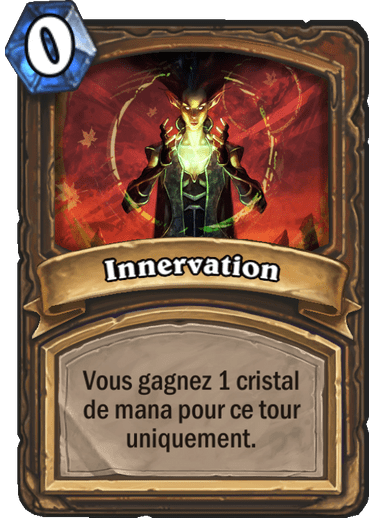 0
Innervation
Vous gagnez 1 cristal
de mana pour ce tour
uniquement.